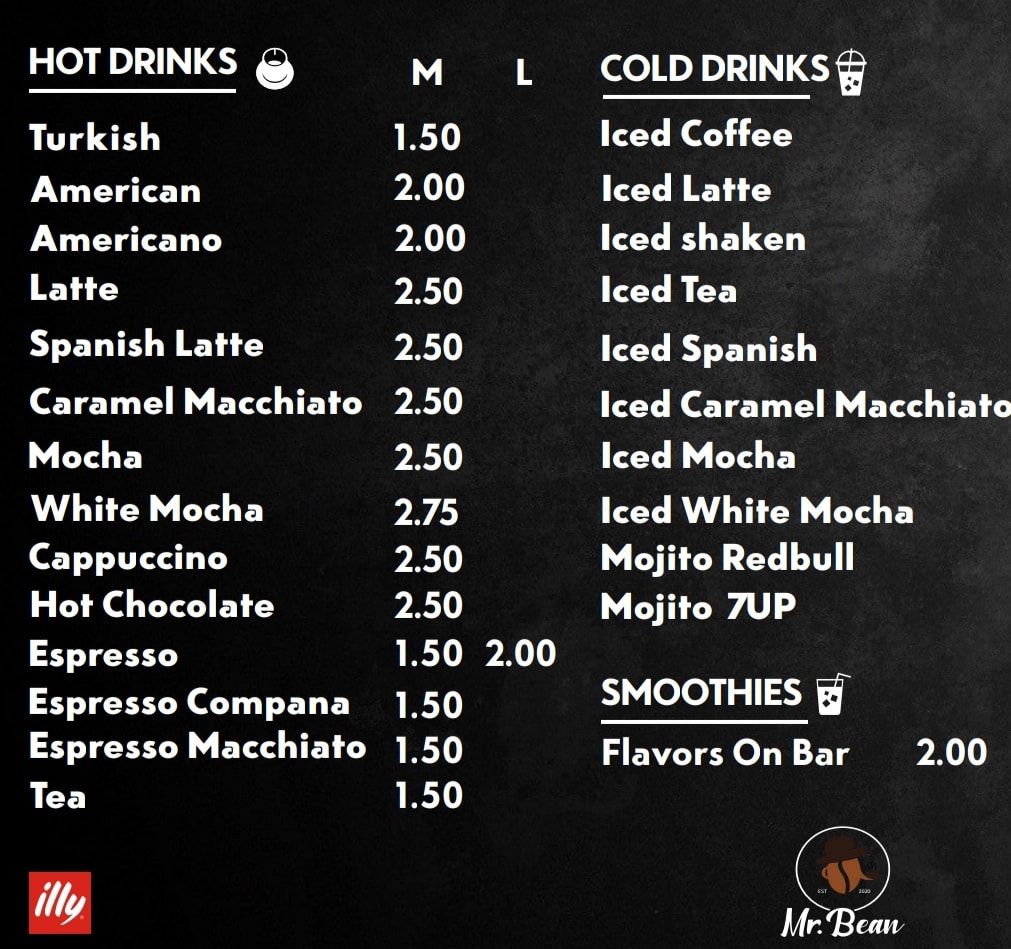 HOT DRINKS M L
Turkish 1.50
American 2.00
Americano 2.00
Latte 2.50
Spanish Latte 2.50
Caramel Macchiato 2.50
Mocha 2.50
White Mocha 2.75
Cappuccino 2.50
Hot Chocolate 2.50
Espresso 1.50 2.00
Espresso Compana 1.50
Espresso Macchiato 1.50
Tea 1.50
COLD DRINKS
Iced Coffee
Iced Latte
Iced shaken
Iced Tea
Iced Spanish
Iced Caramel Macchiato
Iced Mocha
Iced White Mocha
Mojito Redbull
Mojito 7UP
SMOOTHIES
Flavors On Bar 2.00
illy
EST 2020
Mr. Bean